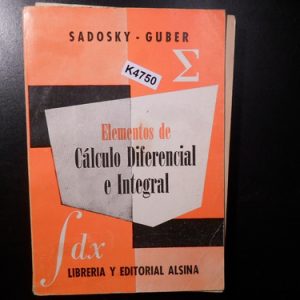 SADOSKY - GUBER
Σ
K4750
Elementos de
Cálculo Diferencial
e Integral
∫dx
LIBRERIA Y EDITORIAL ALSINA